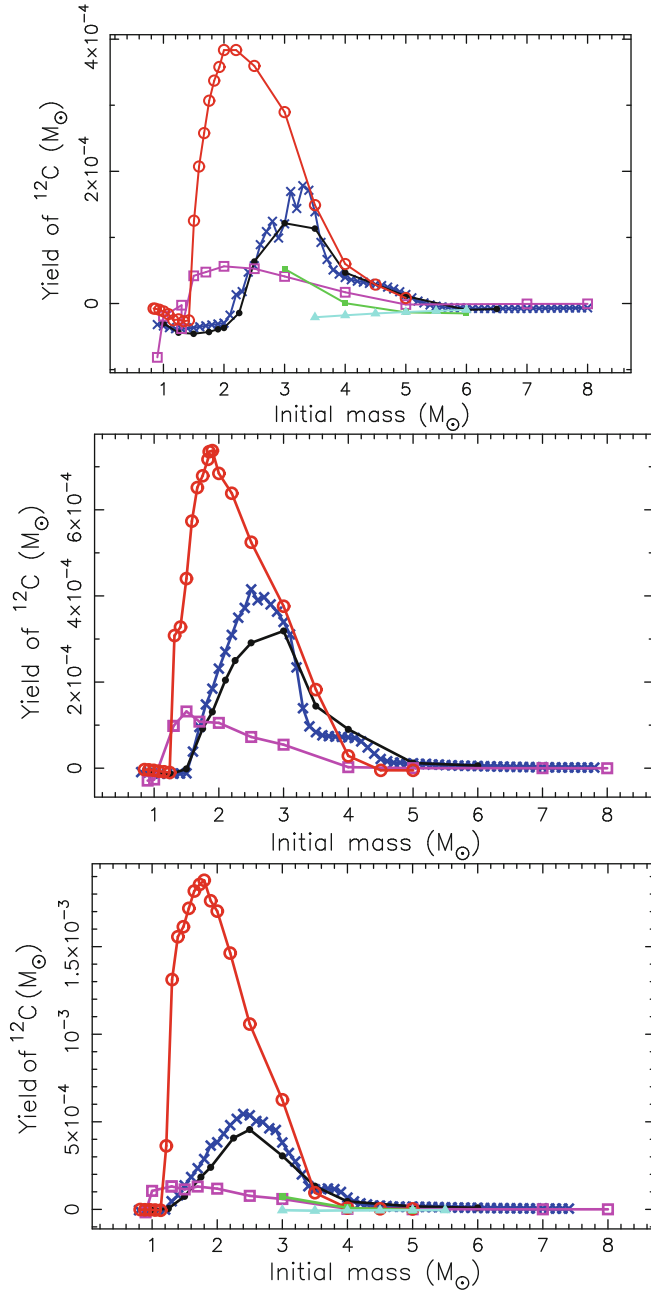 4×10⁻⁴
2×10⁻⁴
0
Yield of ¹²C (M☉)
1 2 3 4 5 6 7 8
Initial mass (M☉)
6×10⁻⁴
4×10⁻⁴
2×10⁻⁴
0
Yield of ¹²C (M☉)
1 2 3 4 5 6 7 8
Initial mass (M☉)
1.5×10⁻³
10⁻³
5×10⁻⁴
0
Yield of ¹²C (M☉)
1 2 3 4 5 6 7 8
Initial mass (M☉)